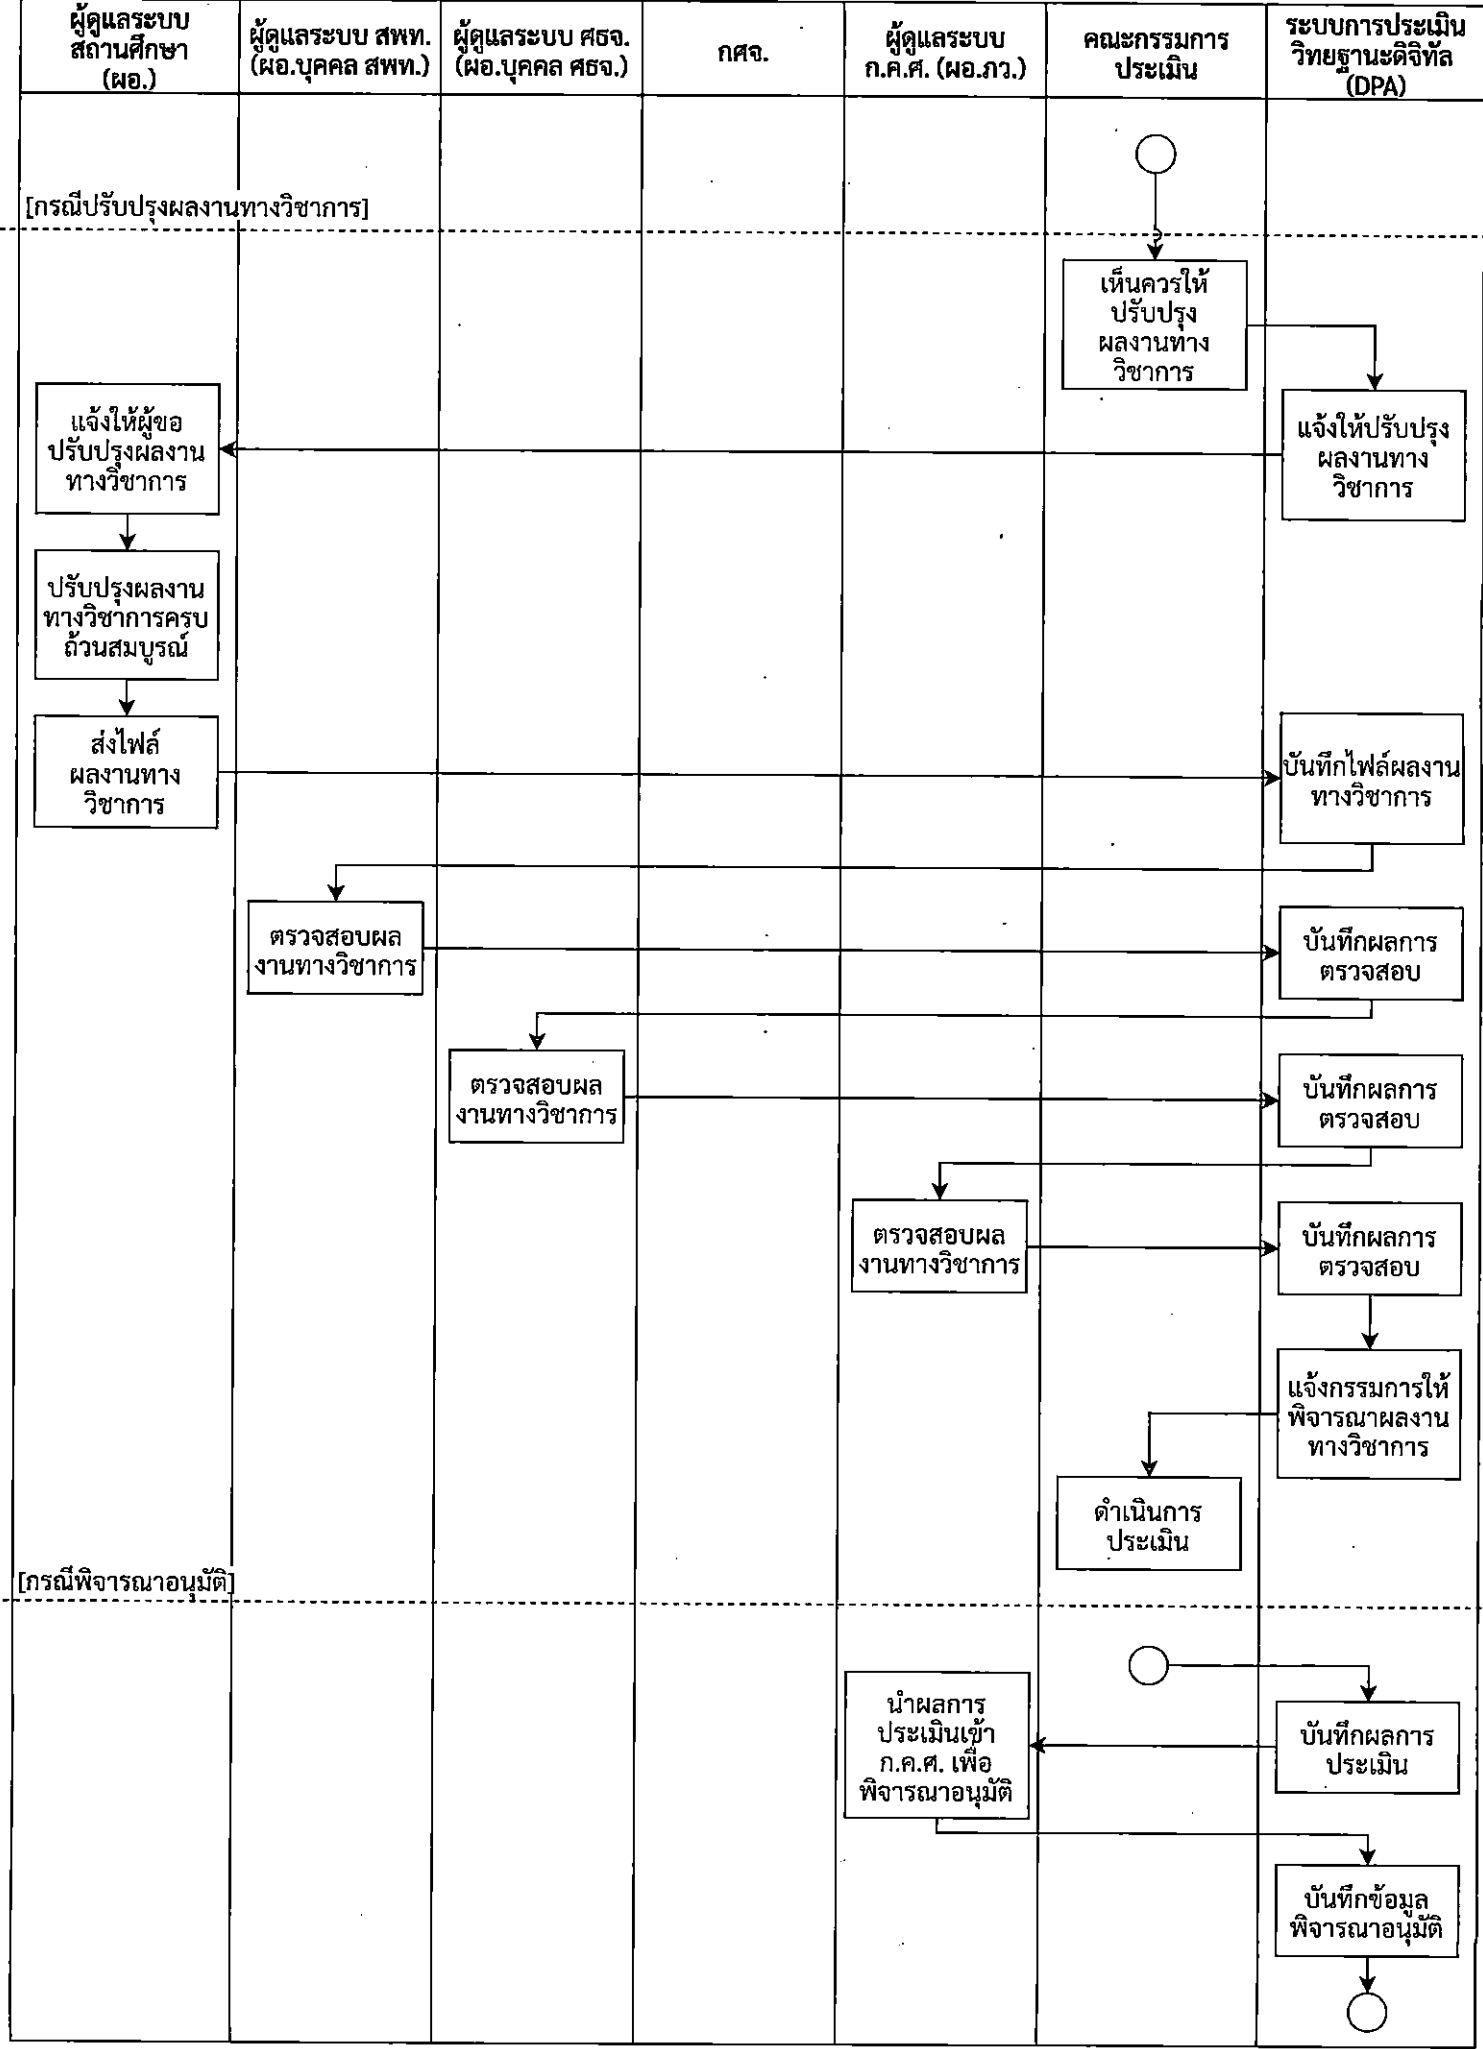 ผู้ดูแลระบบ
สถานศึกษา
(ผอ.)
ผู้ดูแลระบบ สพท.
(ผอ.บุคคล สพท.)
ผู้ดูแลระบบ ศธจ.
(ผอ.บุคคล ศธจ.)
กศจ.
ผู้ดูแลระบบ
ก.ค.ศ. (ผอ.ภว.)
คณะกรรมการ
ประเมิน
ระบบการประเมิน
วิทยฐานะดิจิทัล
(DPA)
[กรณีปรับปรุงผลงานทางวิชาการ]
เห็นควรให้
ปรับปรุง
ผลงานทาง
วิชาการ
แจ้งให้ปรับปรุง
ผลงานทาง
วิชาการ
แจ้งให้ผู้ขอ
ปรับปรุงผลงาน
ทางวิชาการ
ปรับปรุงผลงาน
ทางวิชาการครบ
ถ้วนสมบูรณ์
ส่งไฟล์
ผลงานทาง
วิชาการ
บันทึกไฟล์ผลงาน
ทางวิชาการ
ตรวจสอบผล
งานทางวิชาการ
บันทึกผลการ
ตรวจสอบ
ตรวจสอบผล
งานทางวิชาการ
บันทึกผลการ
ตรวจสอบ
ตรวจสอบผล
งานทางวิชาการ
บันทึกผลการ
ตรวจสอบ
แจ้งกรรมการให้
พิจารณาผลงาน
ทางวิชาการ
ดำเนินการ
ประเมิน
[กรณีพิจารณาอนุมัติ]
บันทึกผลการ
ประเมิน
นำผลการ
ประเมินเข้า
ก.ค.ศ. เพื่อ
พิจารณาอนุมัติ
บันทึกข้อมูล
พิจารณาอนุมัติ